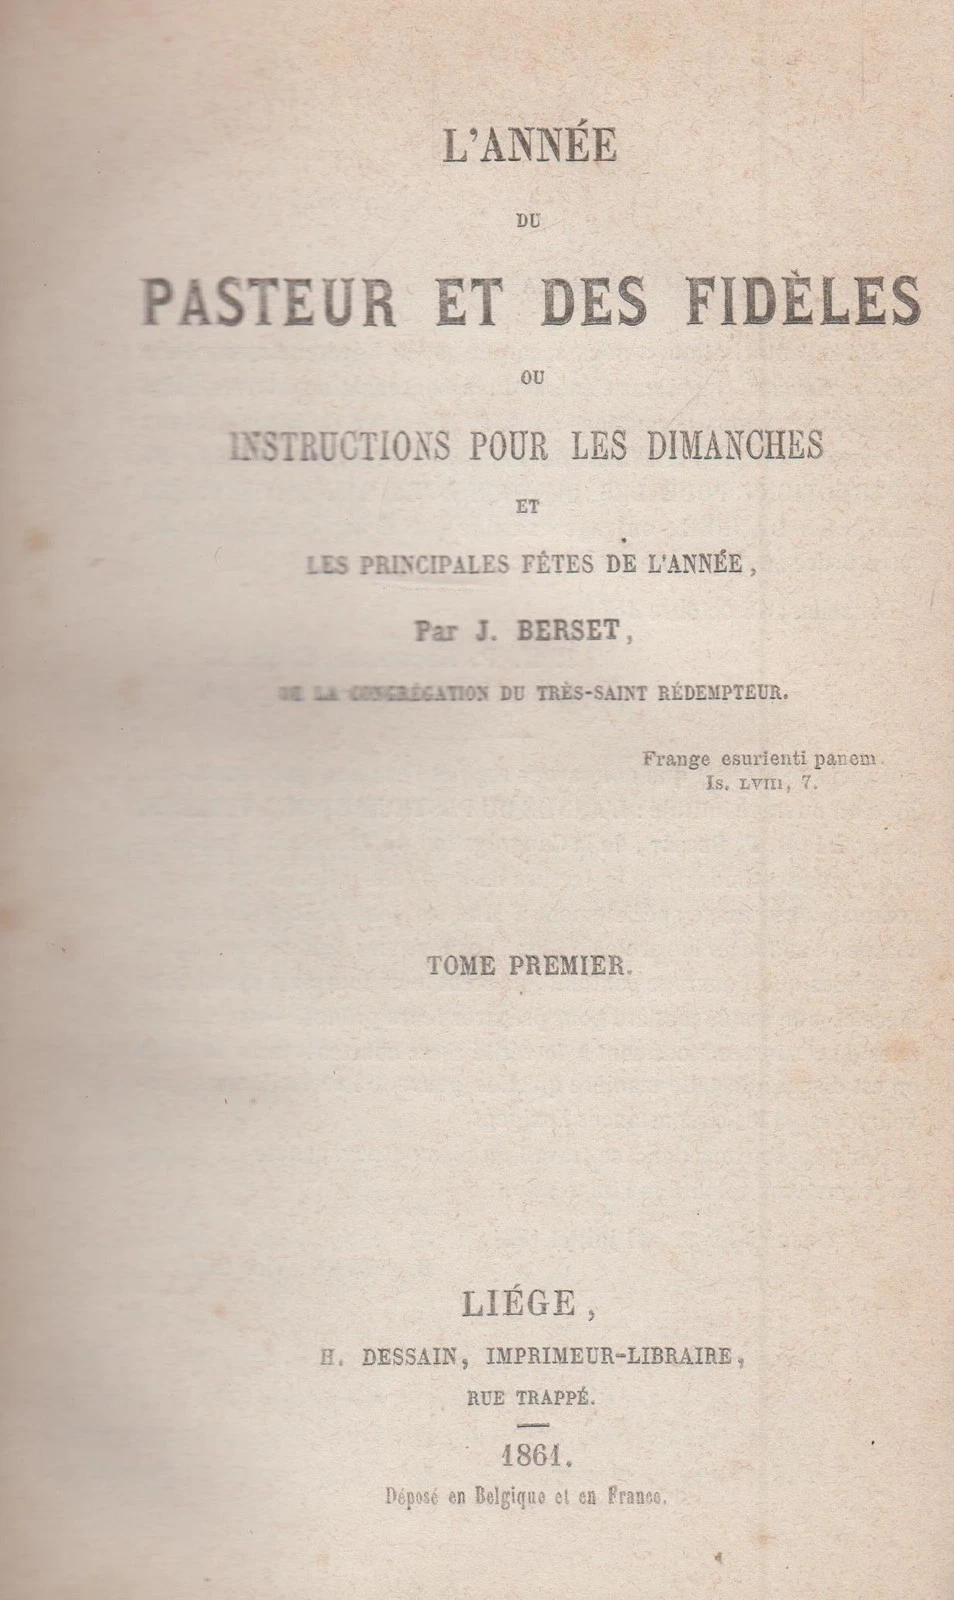 L'ANNÉE
DU
PASTEUR ET DES FIDÈLES
OU
INSTRUCTIONS POUR LES DIMANCHES
ET
LES PRINCIPALES FÊTES DE L'ANNÉE,
Par J. BERSET,
DE LA CONGRÉGATION DU TRÈS-SAINT RÉDEMPTEUR.
Frange esurienti panem.
Is. LVIII, 7.
TOME PREMIER.
LIÉGE,
H. DESSAIN, IMPRIMEUR-LIBRAIRE,
RUE TRAPPÉ.
1861.
Déposé en Belgique et en France.